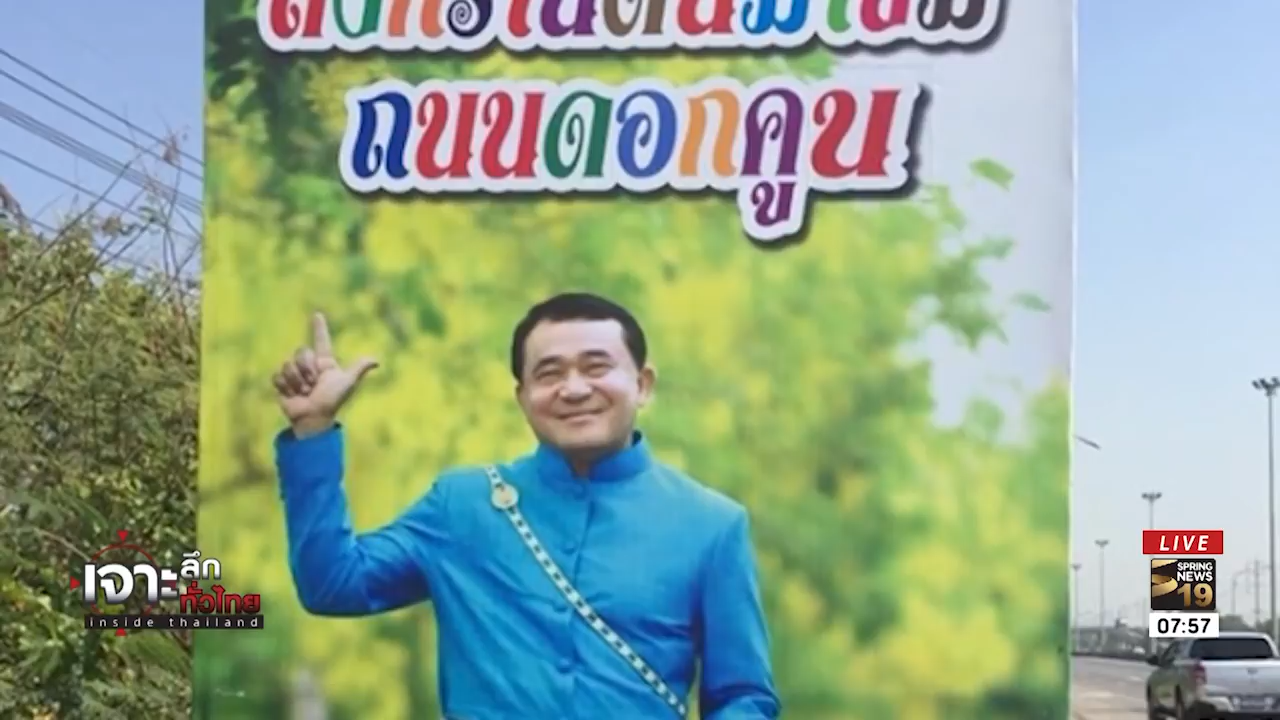 ถนนดอกคูน
เจาะลึก
ทั่วไทย
inside thailand
LIVE
SPRING
NEWS
19
07:57